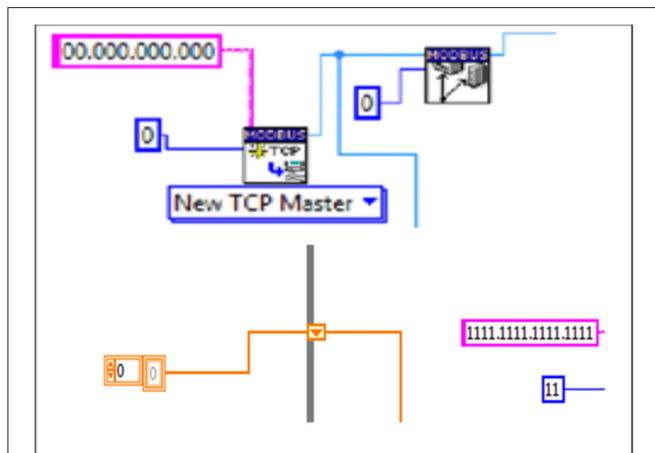 00.000.000.000
MODBUS
0
0
MODBUS
TCP
New TCP Master
1111.1111.1111.1111
0
0
11